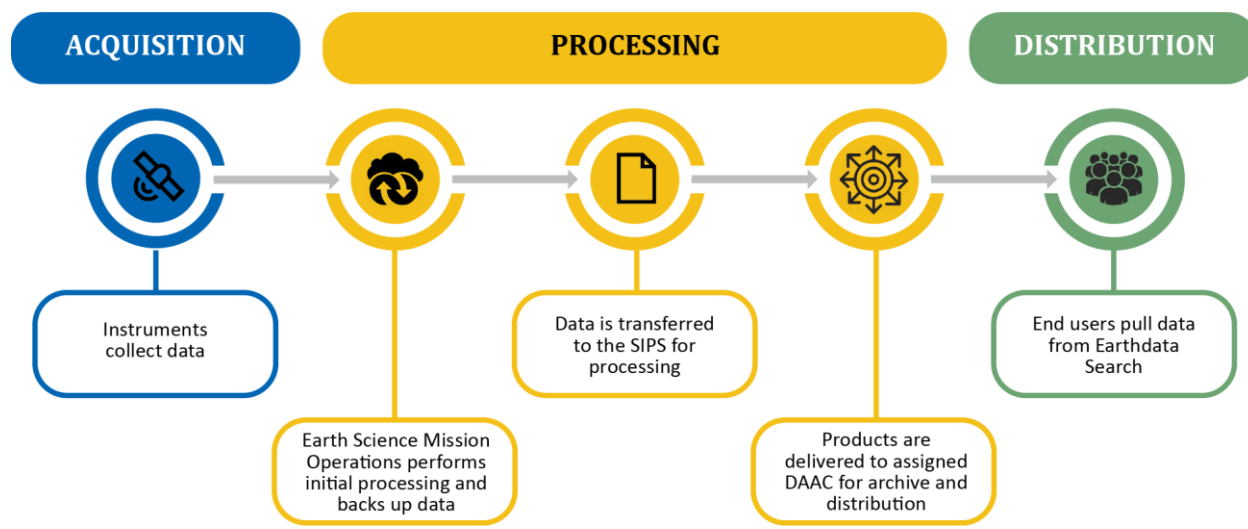 ACQUISITION
PROCESSING
DISTRIBUTION
Instruments
collect data
Earth Science Mission
Operations performs
initial processing and
backs up data
Data is transferred
to the SIPS for
processing
Products are
delivered to assigned
DAAC for archive and
distribution
End users pull data
from Earthdata
Search